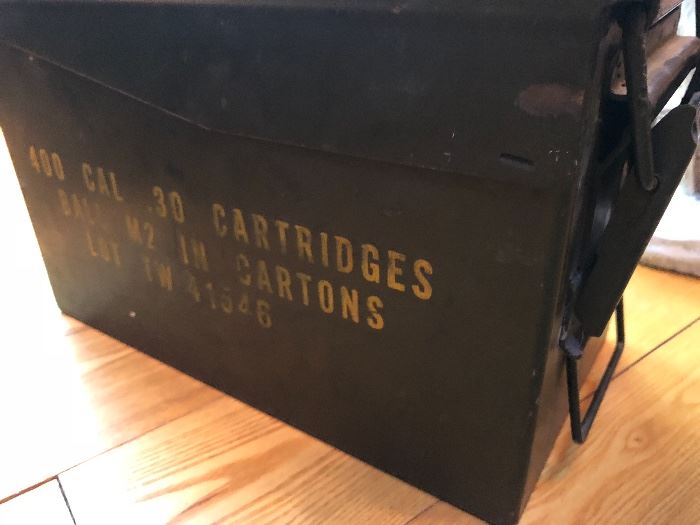 400 CAL .30 CARTRIDGES
BALL M2 IN CARTONS
LOT TW 41546